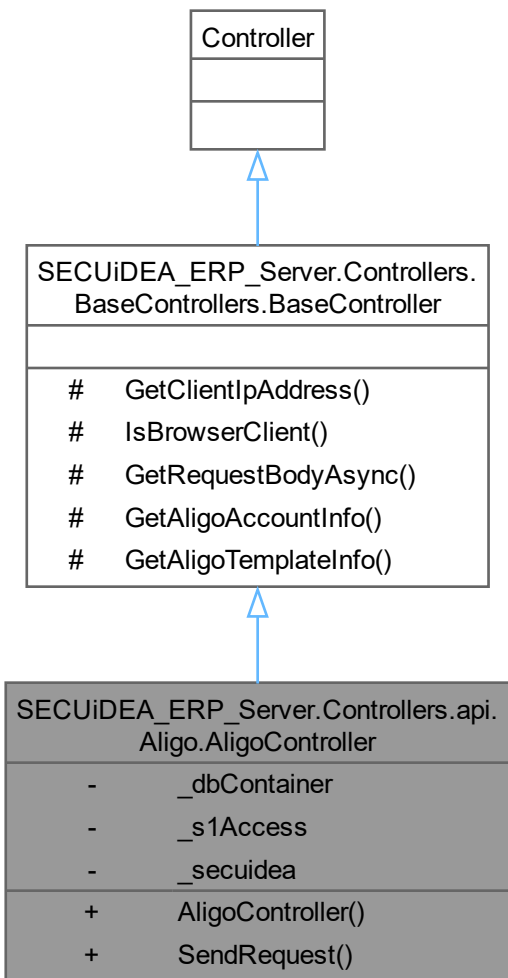 Controller
SECUiDEA_ERP_Server.Controllers.
BaseControllers.BaseController
# GetClientIpAddress()
# IsBrowserClient()
# GetRequestBodyAsync()
# GetAligoAccountInfo()
# GetAligoTemplateInfo()
SECUiDEA_ERP_Server.Controllers.api.
Aligo.AligoController
- _dbContainer
- _s1Access
- _secuidea
+ AligoController()
+ SendRequest()